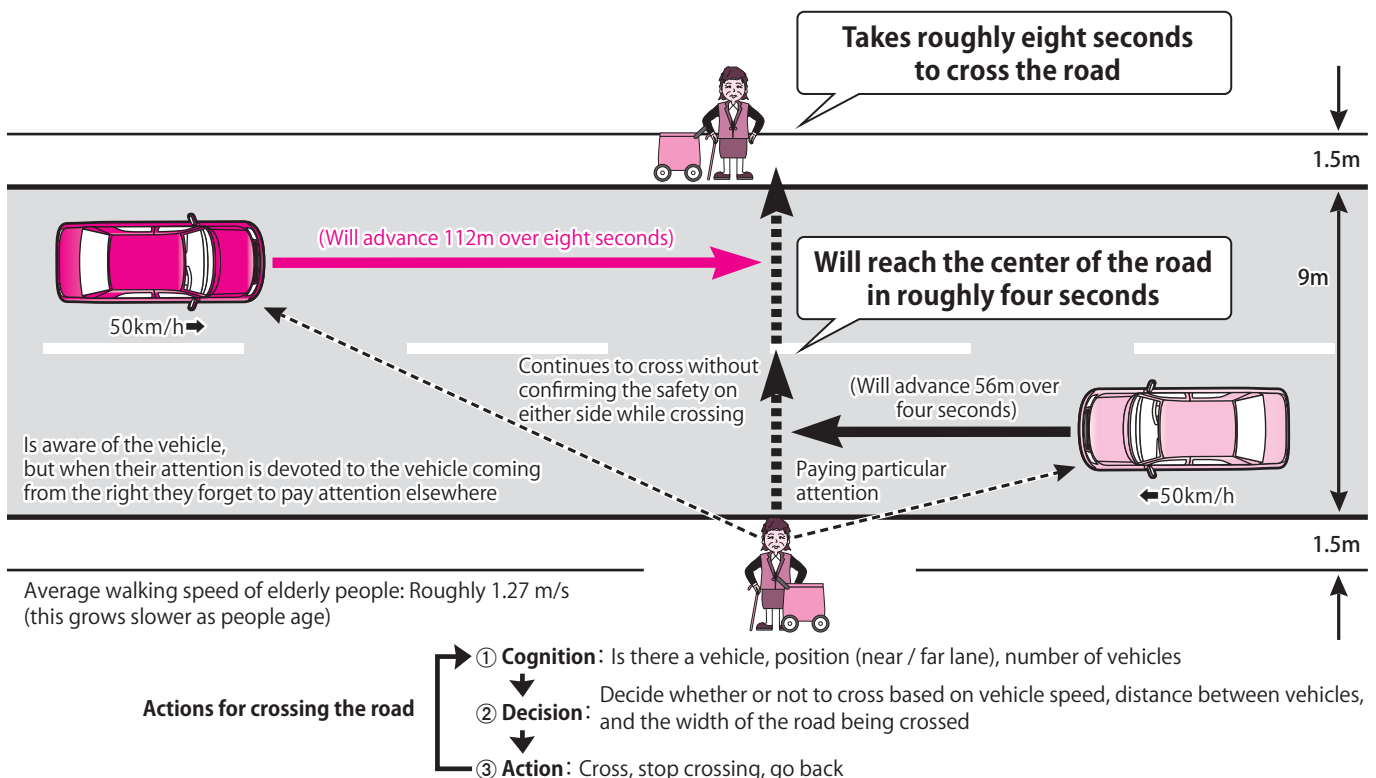 Takes roughly eight seconds
to cross the road
1.5m
(Will advance 112m over eight seconds)
Will reach the center of the road
in roughly four seconds
9m
50km/h➡
Continues to cross without
confirming the safety on
either side while crossing
(Will advance 56m over
four seconds)
Is aware of the vehicle,
but when their attention is devoted to the vehicle coming
from the right they forget to pay attention elsewhere
Paying particular
attention
⬅50km/h
1.5m
Average walking speed of elderly people: Roughly 1.27 m/s
(this grows slower as people age)
Actions for crossing the road
① Cognition: Is there a vehicle, position (near / far lane), number of vehicles
② Decision: Decide whether or not to cross based on vehicle speed, distance between vehicles,
and the width of the road being crossed
③ Action: Cross, stop crossing, go back